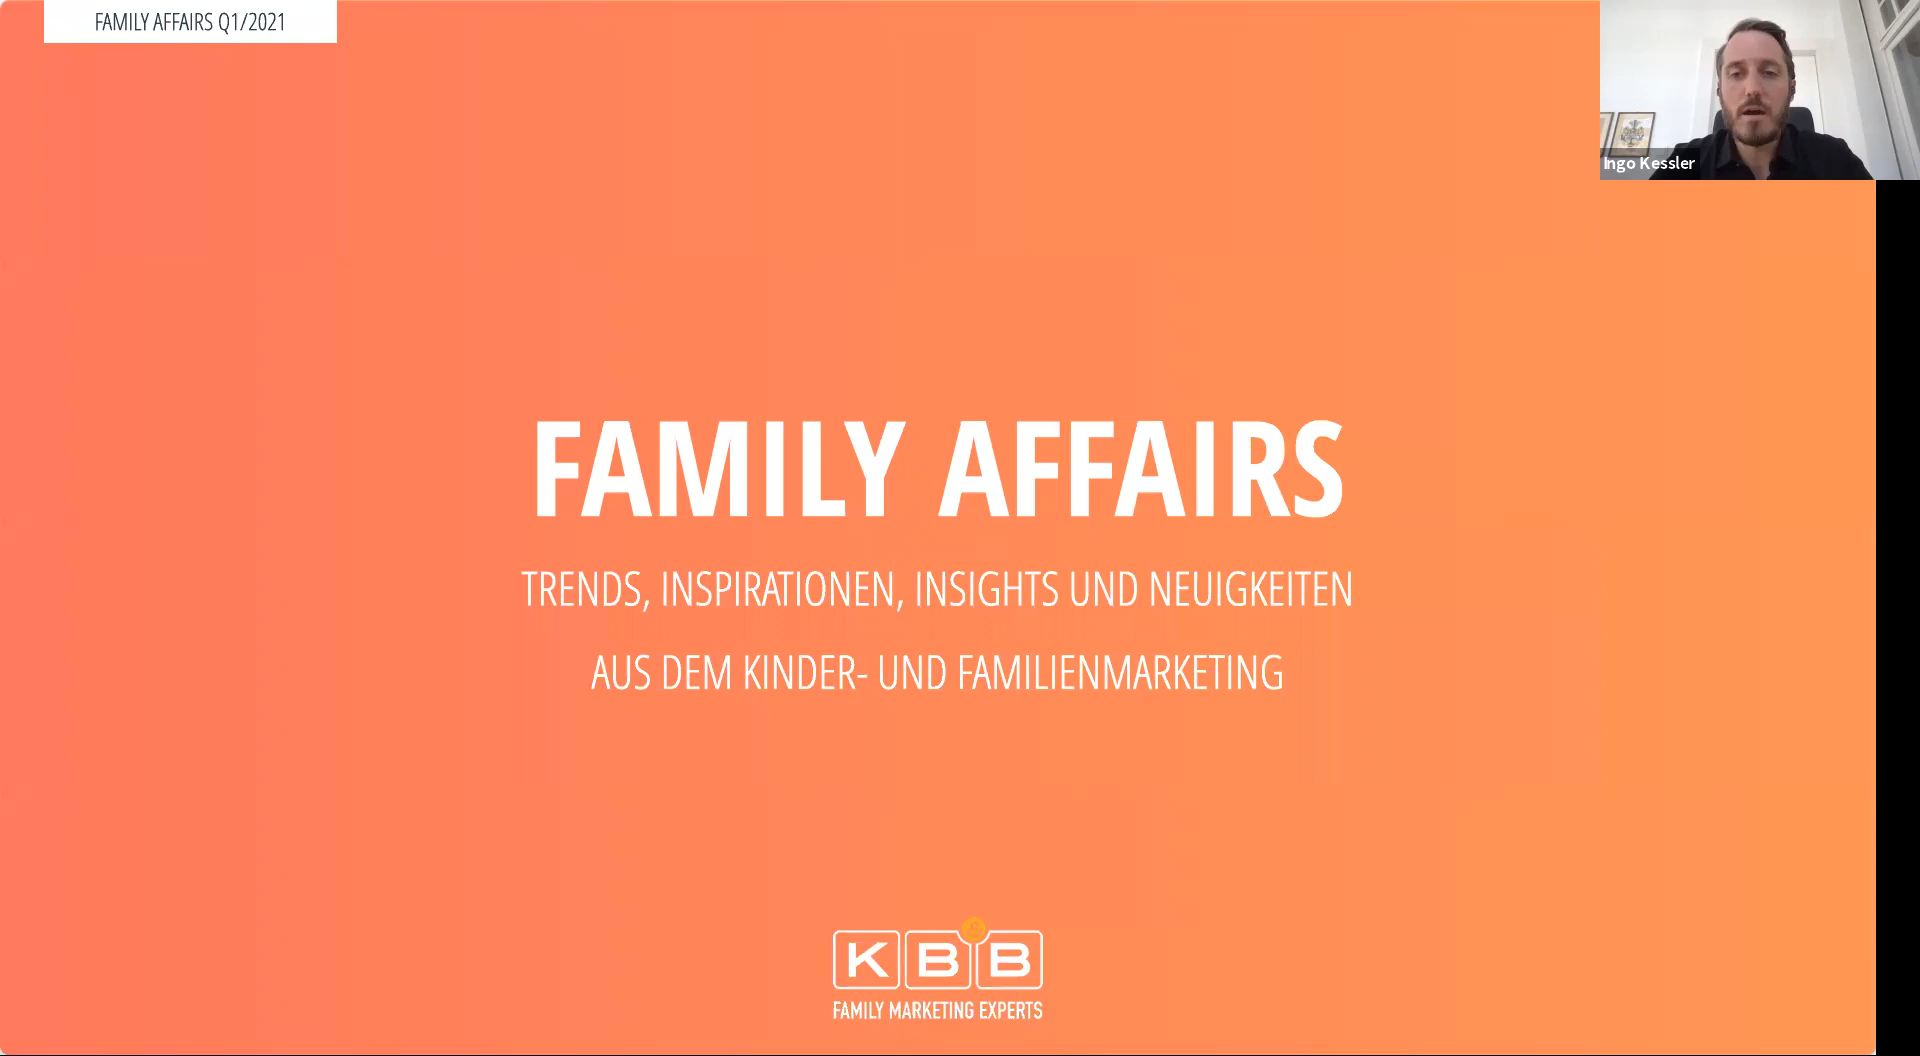 FAMILY AFFAIRS Q1/2021
Ingo Kessler
FAMILY AFFAIRS
TRENDS, INSPIRATIONEN, INSIGHTS UND NEUIGKEITEN
AUS DEM KINDER- UND FAMILIENMARKETING
KB&B
FAMILY MARKETING EXPERTS